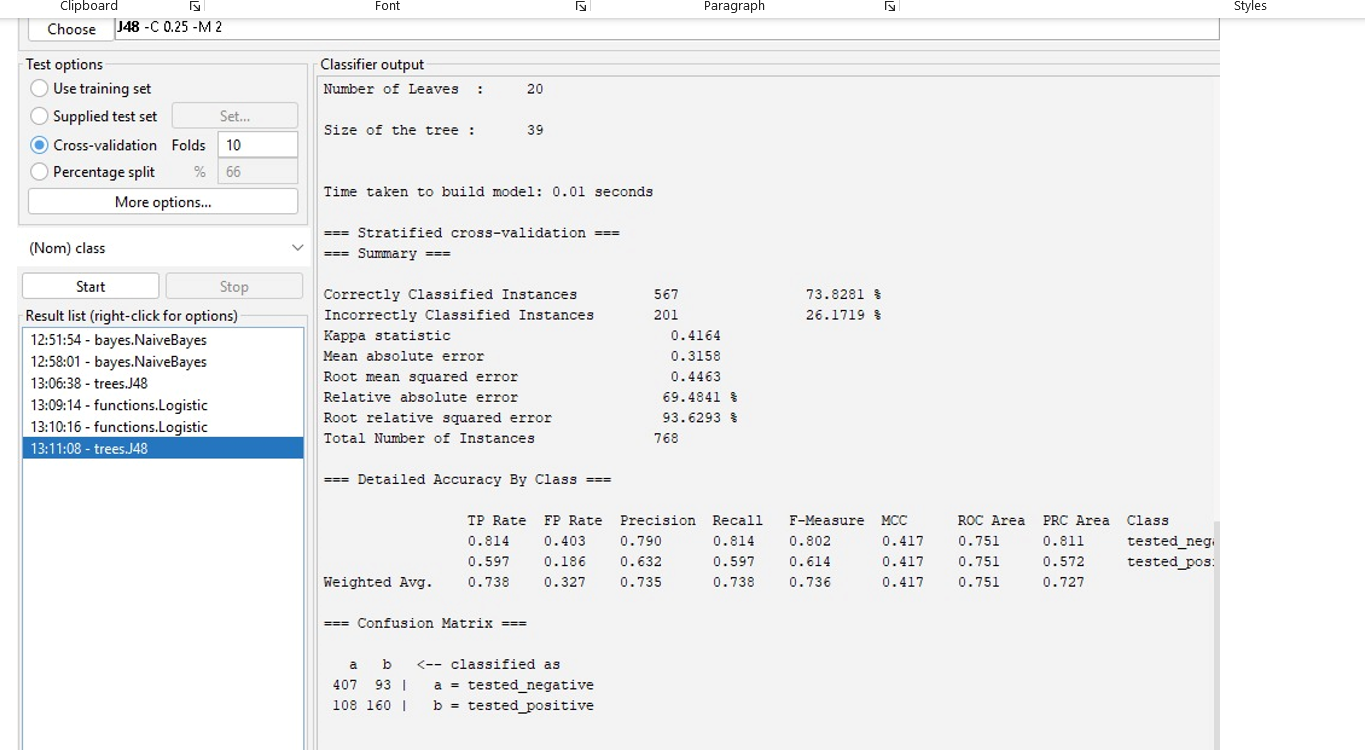 Clipboard Font Paragraph Styles
Choose J48 -C 0.25 -M 2
Test options
Use training set
Supplied test set Set...
Cross-validation Folds 10
Percentage split % 66
More options...
(Nom) class
Start Stop
Result list (right-click for options)
12:51:54 - bayes.NaiveBayes
12:58:01 - bayes.NaiveBayes
13:06:38 - trees.J48
13:09:14 - functions.Logistic
13:10:16 - functions.Logistic
13:11:08 - trees.J48
Classifier output
Number of Leaves : 20
Size of the tree : 39
Time taken to build model: 0.01 seconds
=== Stratified cross-validation ===
=== Summary ===
Correctly Classified Instances 567 73.8281 %
Incorrectly Classified Instances 201 26.1719 %
Kappa statistic 0.4164
Mean absolute error 0.3158
Root mean squared error 0.4463
Relative absolute error 69.4841 %
Root relative squared error 93.6293 %
Total Number of Instances 768
=== Detailed Accuracy By Class ===
TP Rate FP Rate Precision Recall F-Measure MCC ROC Area PRC Area Class
0.814 0.403 0.790 0.814 0.802 0.417 0.751 0.811 tested_neg
0.597 0.186 0.632 0.597 0.614 0.417 0.751 0.572 tested_pos
Weighted Avg. 0.738 0.327 0.735 0.738 0.736 0.417 0.751 0.727
=== Confusion Matrix ===
a b <-- classified as
407 93 | a = tested_negative
108 160 | b = tested_positive